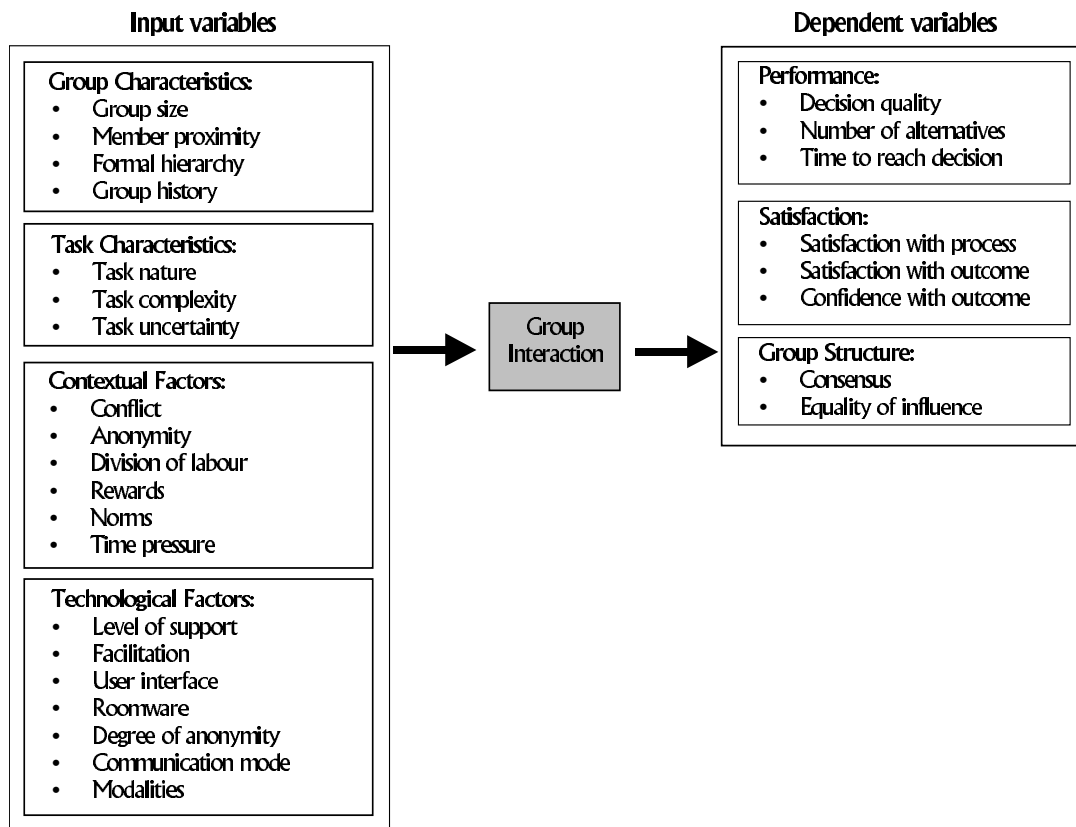 Input variables
Group Characteristics:
• Group size
• Member proximity
• Formal hierarchy
• Group history
Task Characteristics:
• Task nature
• Task complexity
• Task uncertainty
Contextual Factors:
• Conflict
• Anonymity
• Division of labour
• Rewards
• Norms
• Time pressure
Technological Factors:
• Level of support
• Facilitation
• User interface
• Roomware
• Degree of anonymity
• Communication mode
• Modalities
Group
Interaction
Dependent variables
Performance:
• Decision quality
• Number of alternatives
• Time to reach decision
Satisfaction:
• Satisfaction with process
• Satisfaction with outcome
• Confidence with outcome
Group Structure:
• Consensus
• Equality of influence